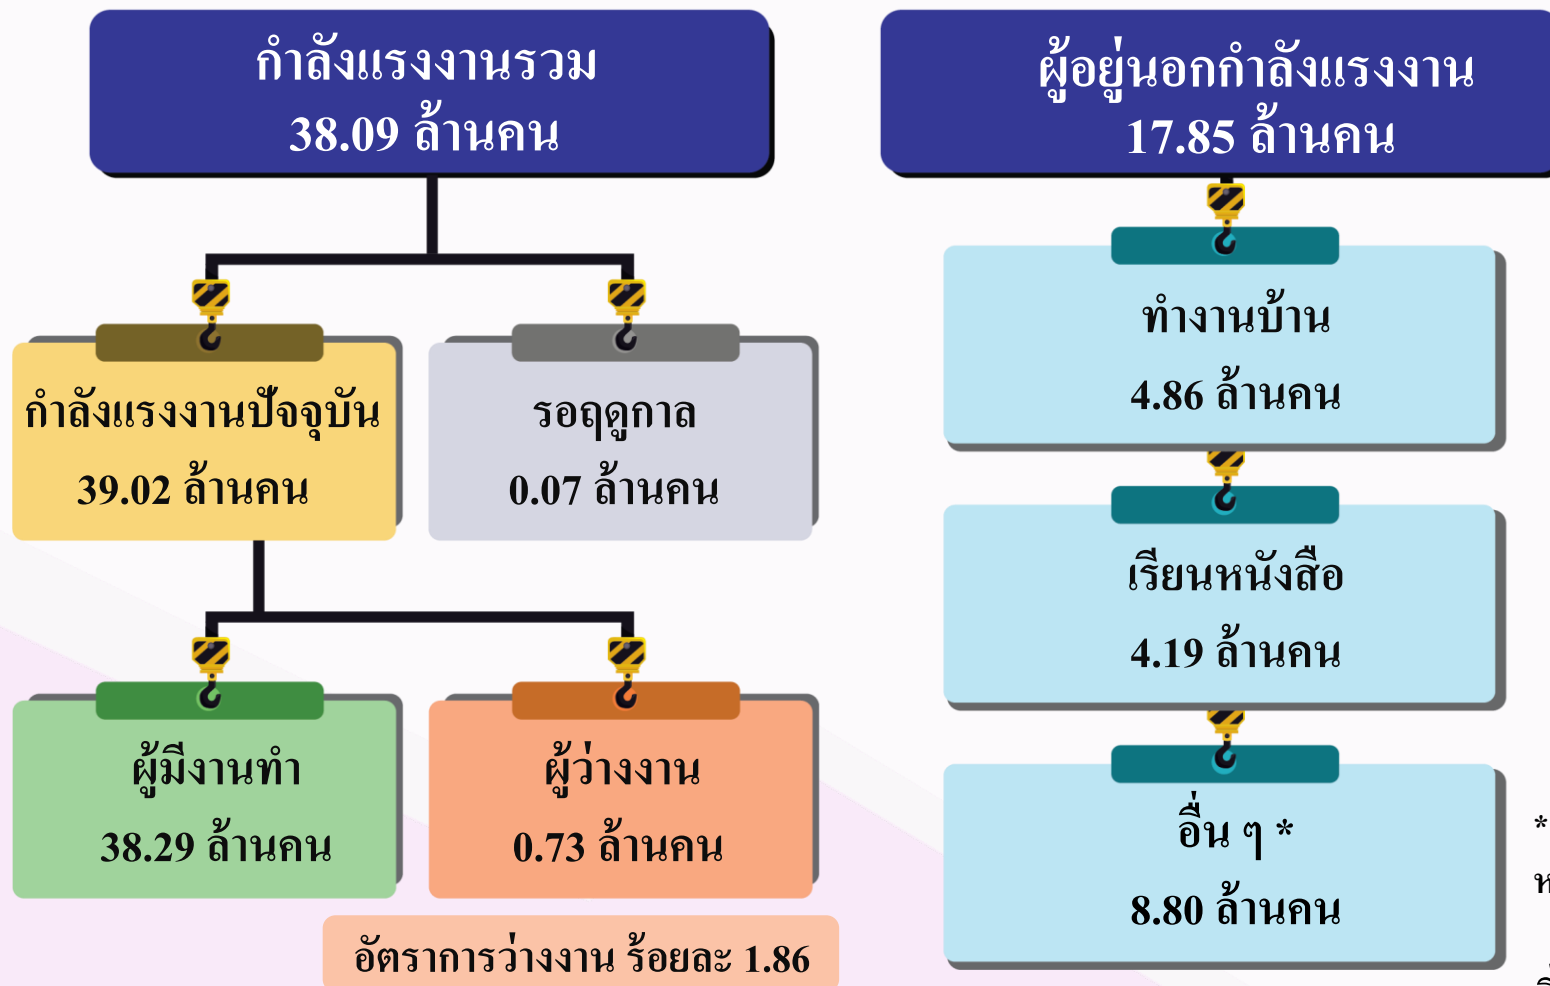 กำลังแรงงานรวม
38.09 ล้านคน
กำลังแรงงานปัจจุบัน
39.02 ล้านคน
รอฤดูกาล
0.07 ล้านคน
ผู้มีงานทำ
38.29 ล้านคน
ผู้ว่างงาน
0.73 ล้านคน
อัตราการว่างงาน ร้อยละ 1.86
ผู้อยู่นอกกำลังแรงงาน
17.85 ล้านคน
ทำงานบ้าน
4.86 ล้านคน
เรียนหนังสือ
4.19 ล้านคน
อื่น ๆ *
8.80 ล้านคน
*